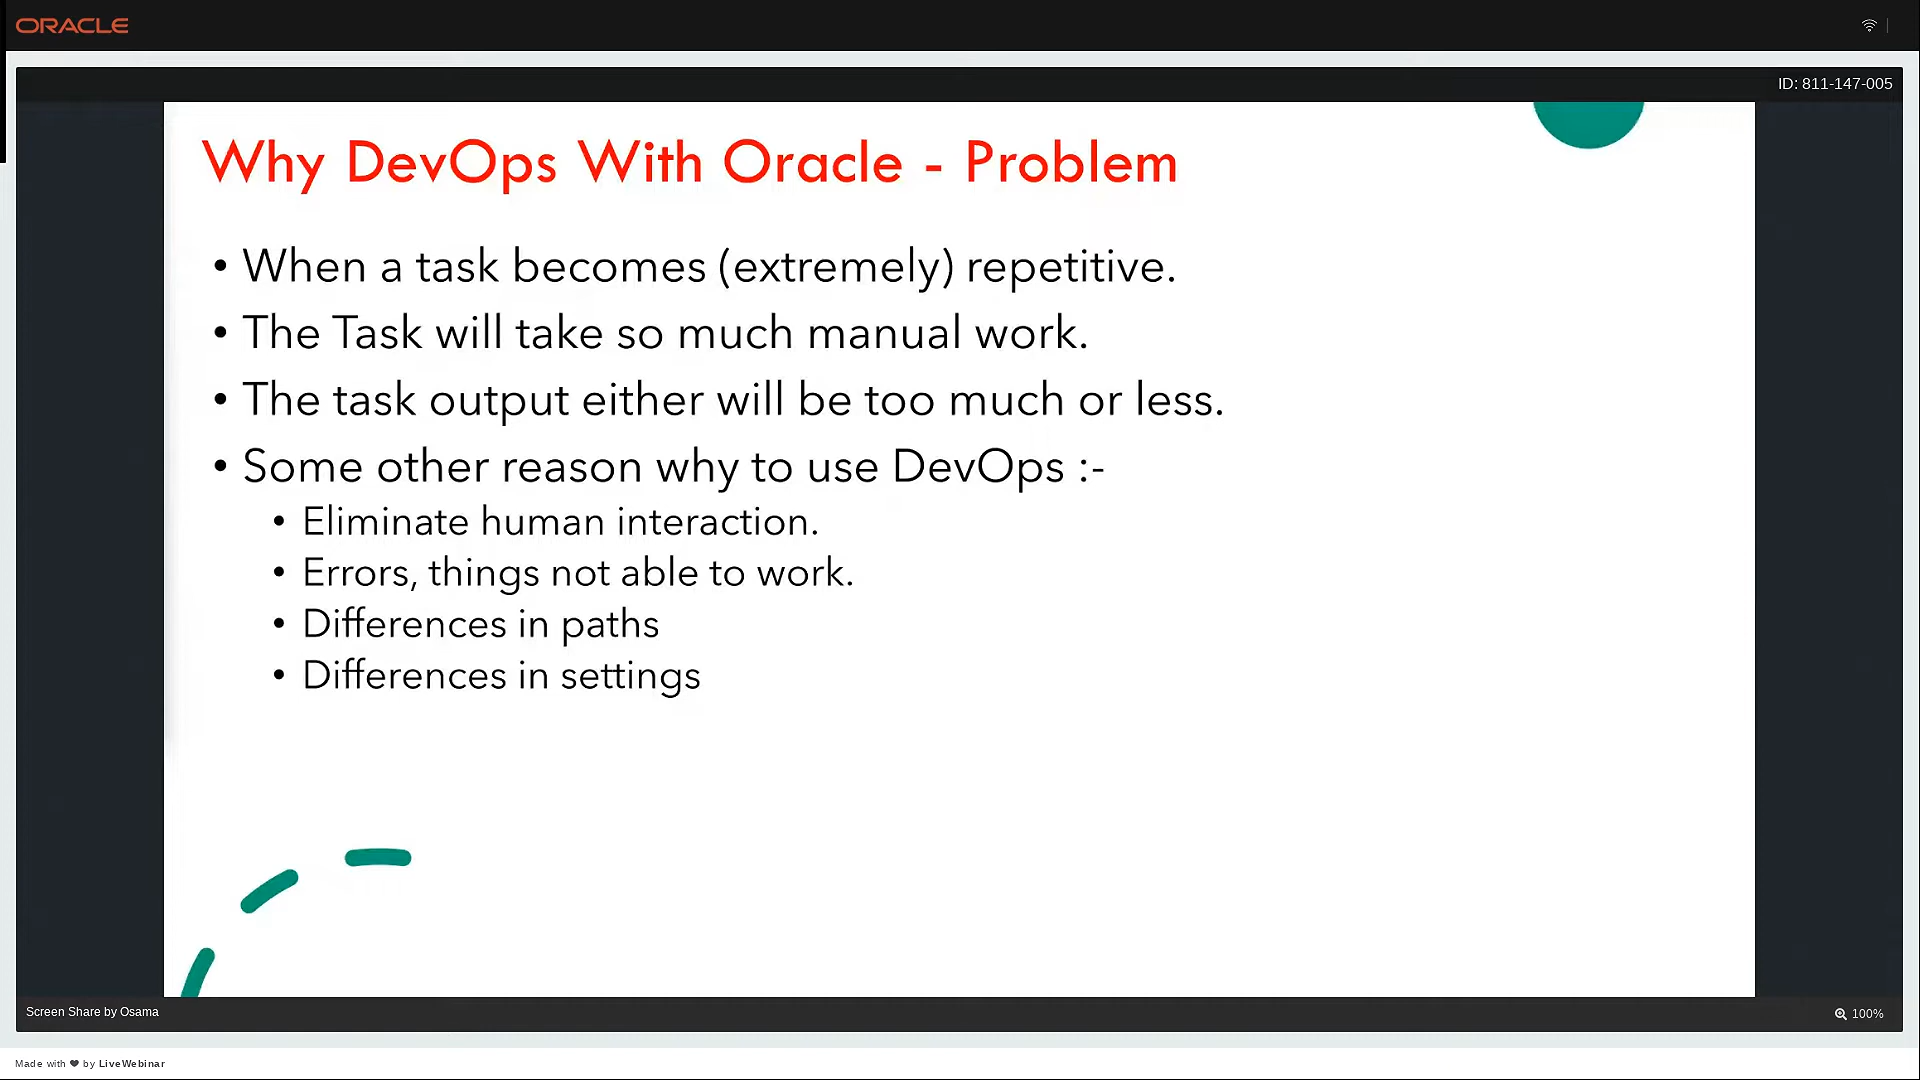 ORACLE
ID: 811-147-005
Why DevOps With Oracle - Problem
• When a task becomes (extremely) repetitive.
• The Task will take so much manual work.
• The task output either will be too much or less.
• Some other reason why to use DevOps :-
• Eliminate human interaction.
• Errors, things not able to work.
• Differences in paths
• Differences in settings
Screen Share by Osama
100%
Made with ❤ by LiveWebinar